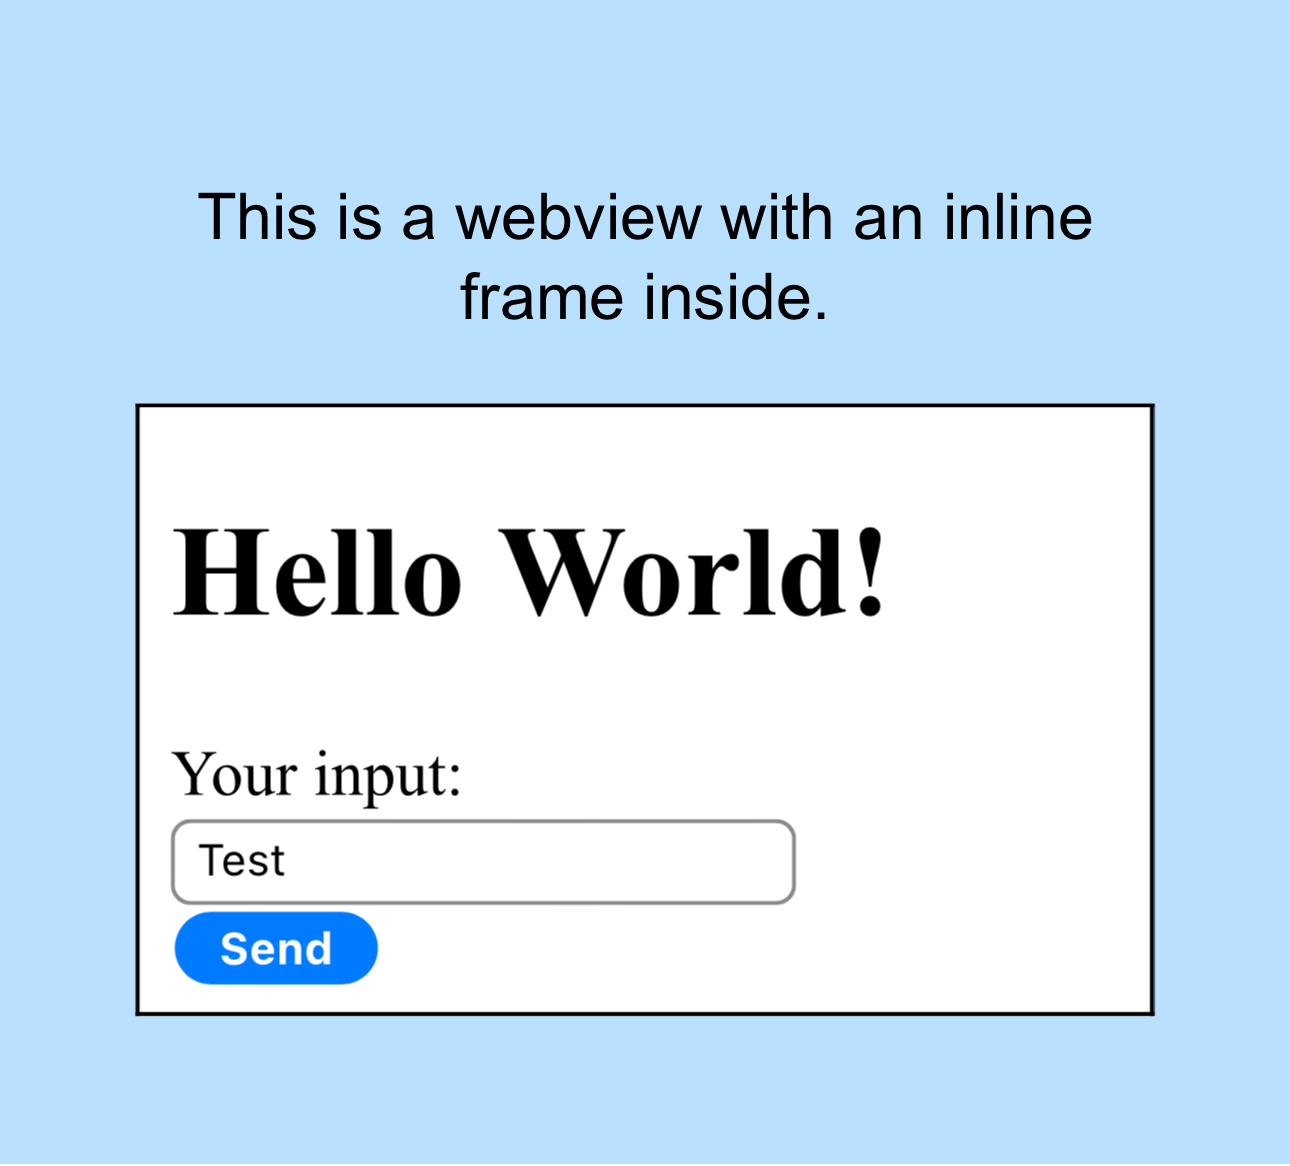 This is a webview with an inline
frame inside.
Hello World!
Your input:
Test
Send